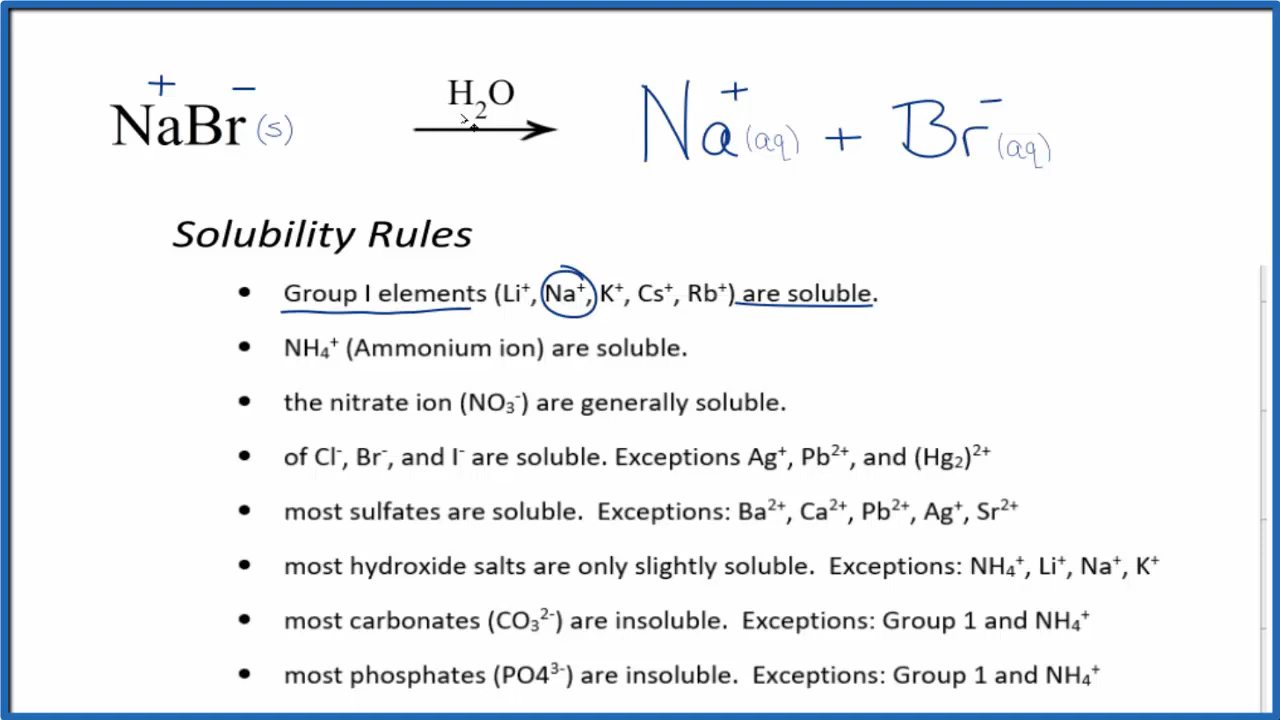 NaBr⁺ ⁻ (s) H₂O Na⁺(aq) + Br⁻(aq)
Solubility Rules
• Group I elements (Li⁺, Na⁺, K⁺, Cs⁺, Rb⁺) are soluble.
• NH₄⁺ (Ammonium ion) are soluble.
• the nitrate ion (NO₃⁻) are generally soluble.
• of Cl⁻, Br⁻, and I⁻ are soluble. Exceptions Ag⁺, Pb²⁺, and (Hg₂)²⁺
• most sulfates are soluble. Exceptions: Ba²⁺, Ca²⁺, Pb²⁺, Ag⁺, Sr²⁺
• most hydroxide salts are only slightly soluble. Exceptions: NH₄⁺, Li⁺, Na⁺, K⁺
• most carbonates (CO₃²⁻) are insoluble. Exceptions: Group 1 and NH₄⁺
• most phosphates (PO4³⁻) are insoluble. Exceptions: Group 1 and NH₄⁺